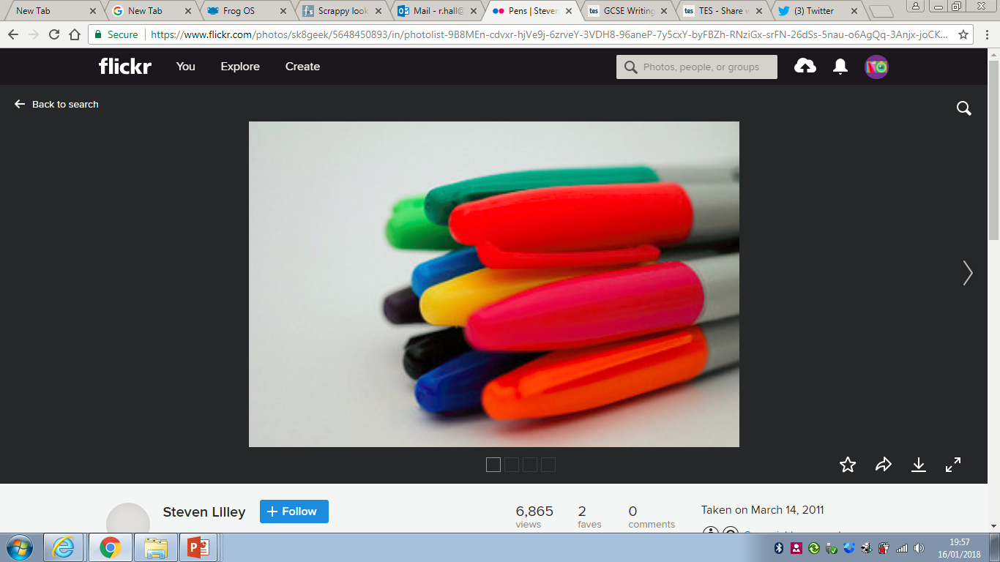 New Tab
New Tab
Frog OS
Scrappy look
Mail - r.hall@
Pens | Steven
GCSE Writing
TES - Share w
(3) Twitter
Secure
https://www.flickr.com/photos/sk8geek/5648450893/in/photolist-9B8MEn-cdvxr-hjVe9j-6zrveY-3VDH8-96aneP-7y5cxY-byFBZh-RNziGx-srFN-26dSs-5nau-o6AgQq-3Anjx-joCK...
flickr You Explore Create
Photos, people, or groups
Back to search
Steven Lilley
+ Follow
6,865
views
2
faves
0
comments
Taken on March 14, 2011
19:57
16/01/2018